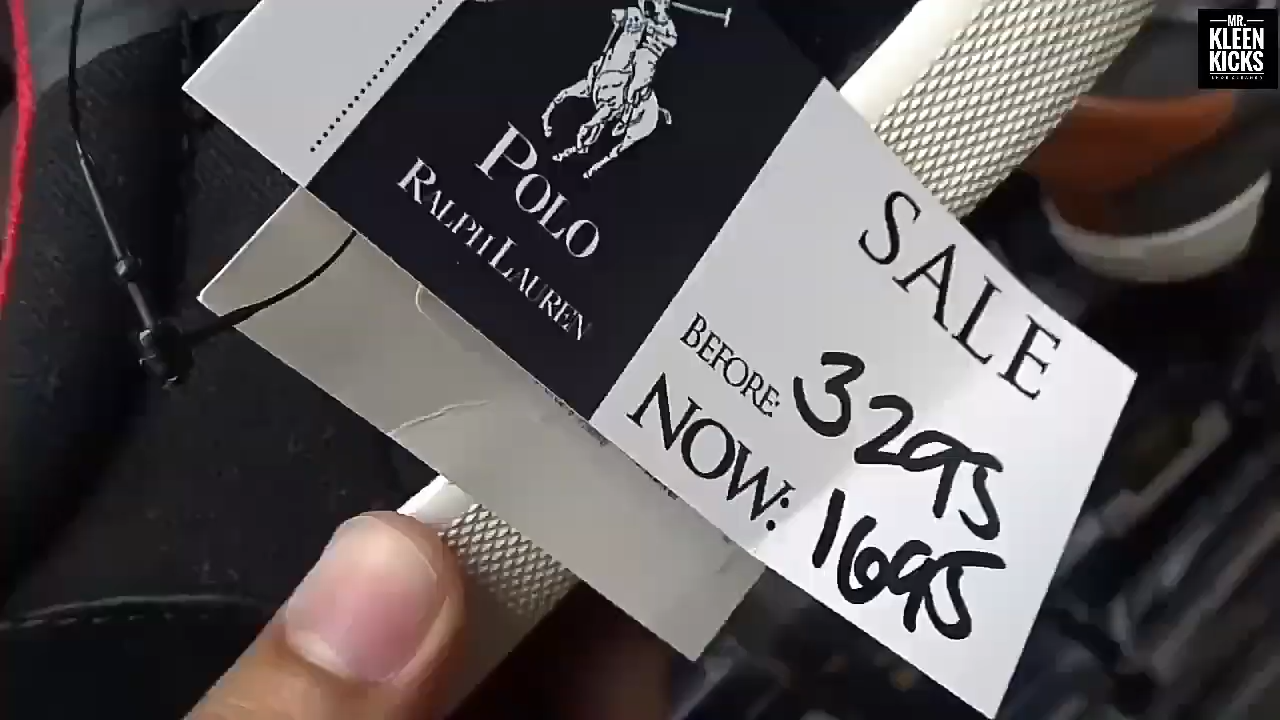 MR.
KLEEN
KICKS
POLO
RALPH LAUREN
SALE
BEFORE: 3295
NOW: 1695